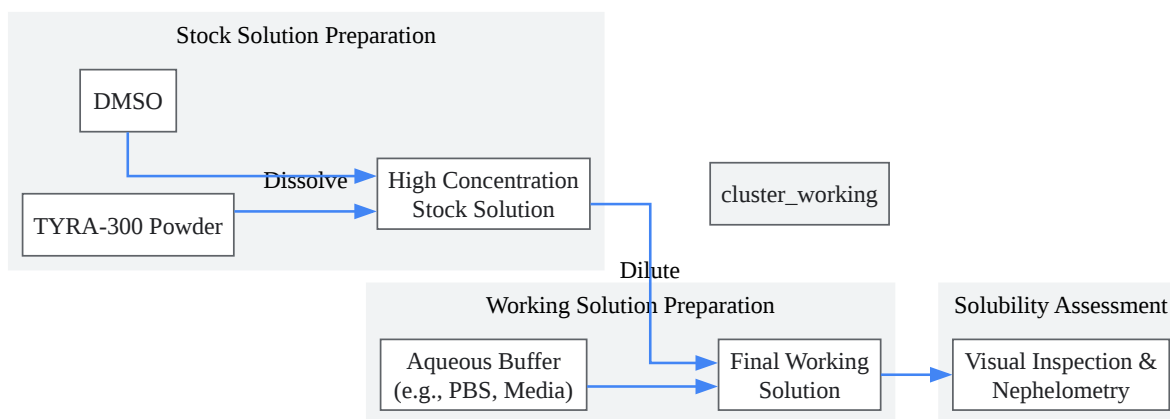 Stock Solution Preparation
DMSO
Dissolve
TYRA-300 Powder
High Concentration
Stock Solution
cluster_working
Dilute
Working Solution Preparation
Aqueous Buffer
(e.g., PBS, Media)
Final Working
Solution
Solubility Assessment
Visual Inspection &
Nephelometry